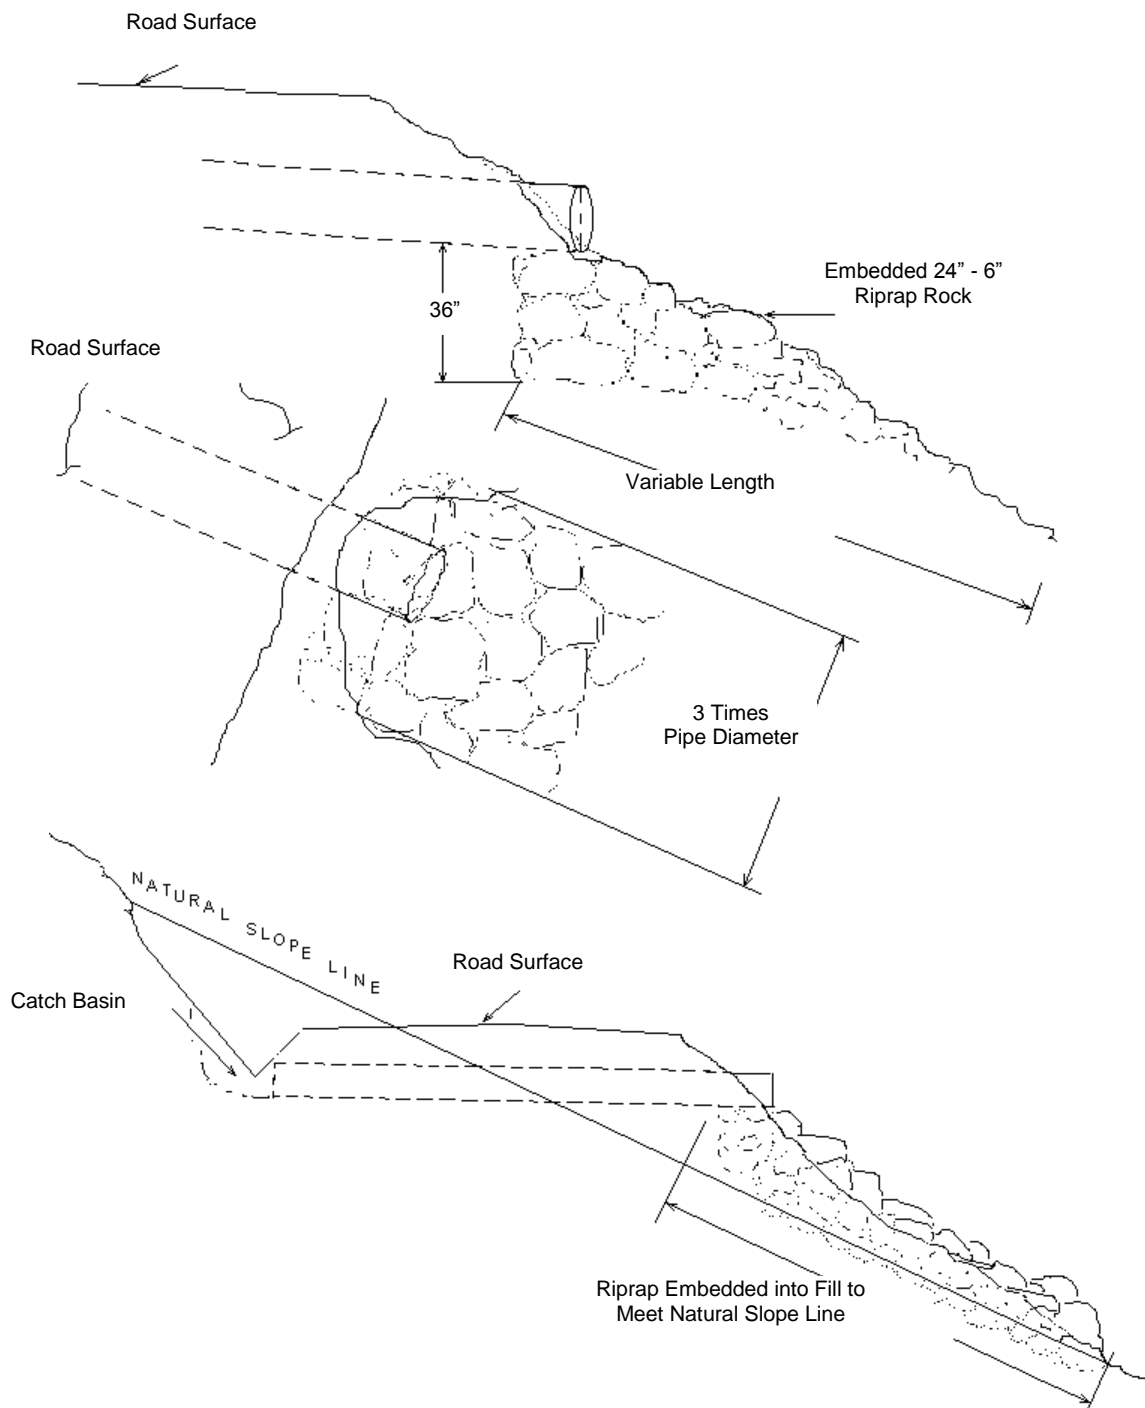 Road Surface
Embedded 24” - 6”
Riprap Rock
36”
Road Surface
Variable Length
3 Times
Pipe Diameter
NATURAL SLOPE LINE
Road Surface
Catch Basin
Riprap Embedded into Fill to
Meet Natural Slope Line